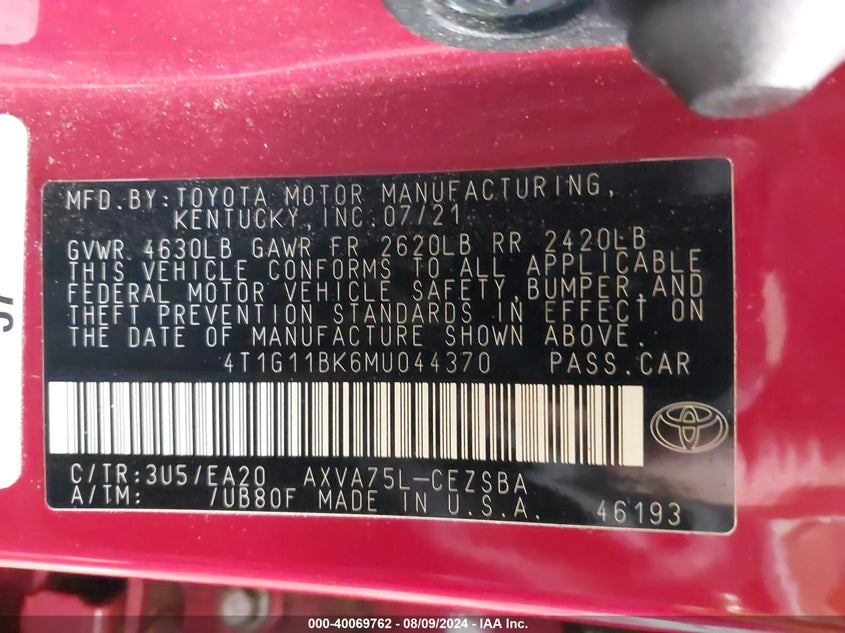 MFD.BY:TOYOTA MOTOR MANUFACTURING,
KENTUCKY,INC 07/21
GVWR 4630LB GAWR FR 2620LB RR 2420LB
THIS VEHICLE CONFORMS TO ALL APPLICABLE
FEDERAL MOTOR VEHICLE SAFETY,BUMPER,AND
THEFT PREVENTION STANDARDS IN EFFECT ON
THE DATE OF MANUFACTURE SHOWN ABOVE.
4T1G11BK6MU044370 PASS.CAR
C/TR:3U5/EA20 AXVA75L-CEZSBA
A/TM: /UB80F MADE IN U.S.A. 46193
000-40069762 - 08/09/2024 - IAA Inc.